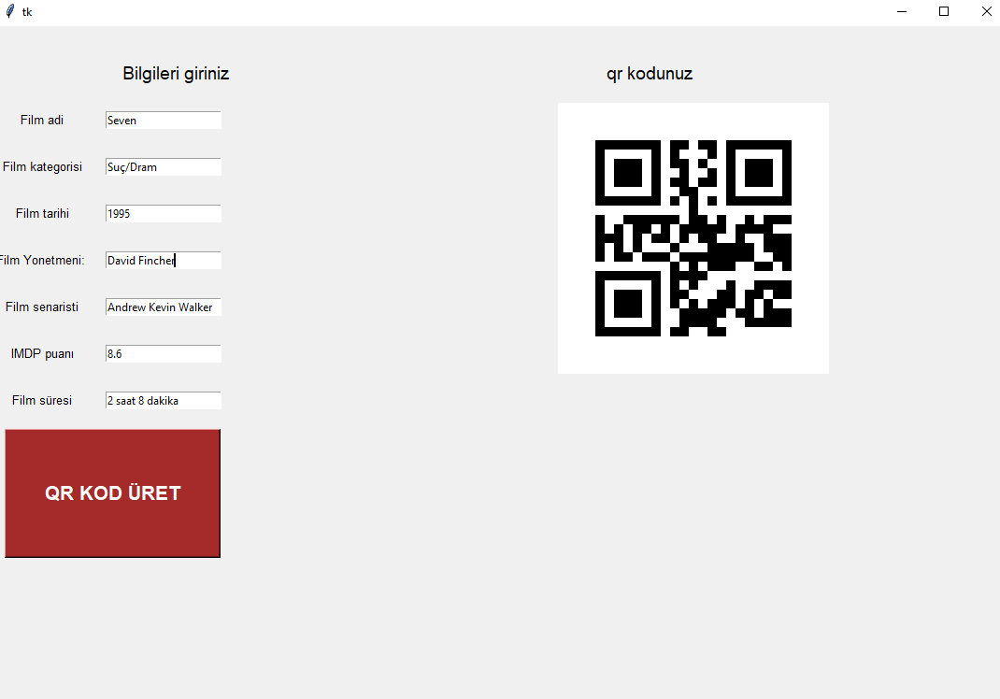 tk
Bilgileri giriniz
qr kodunuz
Film adi
Seven
Film kategorisi
Suç/Dram
Film tarihi
1995
Film Yonetmeni:
David Fincher
Film senaristi
Andrew Kevin Walker
IMDP puanı
8.6
Film süresi
2 saat 8 dakika
QR KOD ÜRET